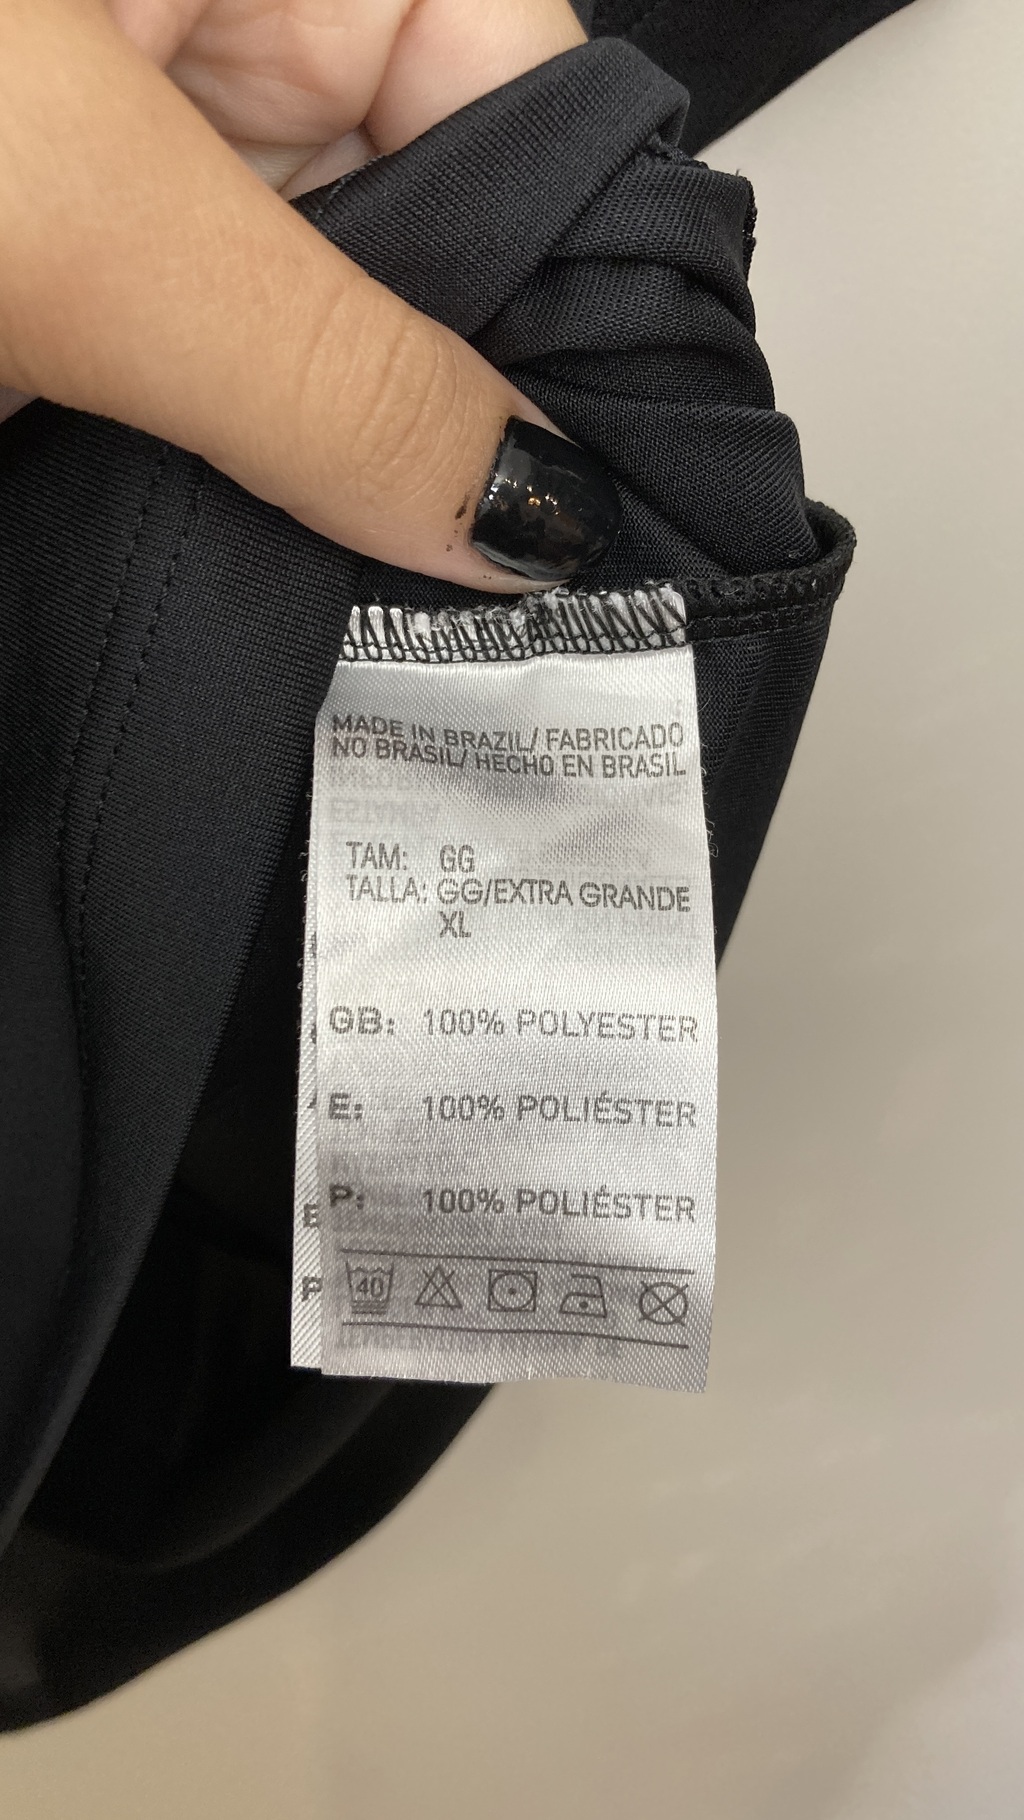 MADE IN BRAZIL/ FABRICADO
NO BRASIL/ HECHO EN BRASIL
TAM: GG
TALLA: GG/EXTRA GRANDE
XL
GB: 100% POLYESTER
E: 100% POLIÉSTER
P: 100% POLIÉSTER
E
P
40